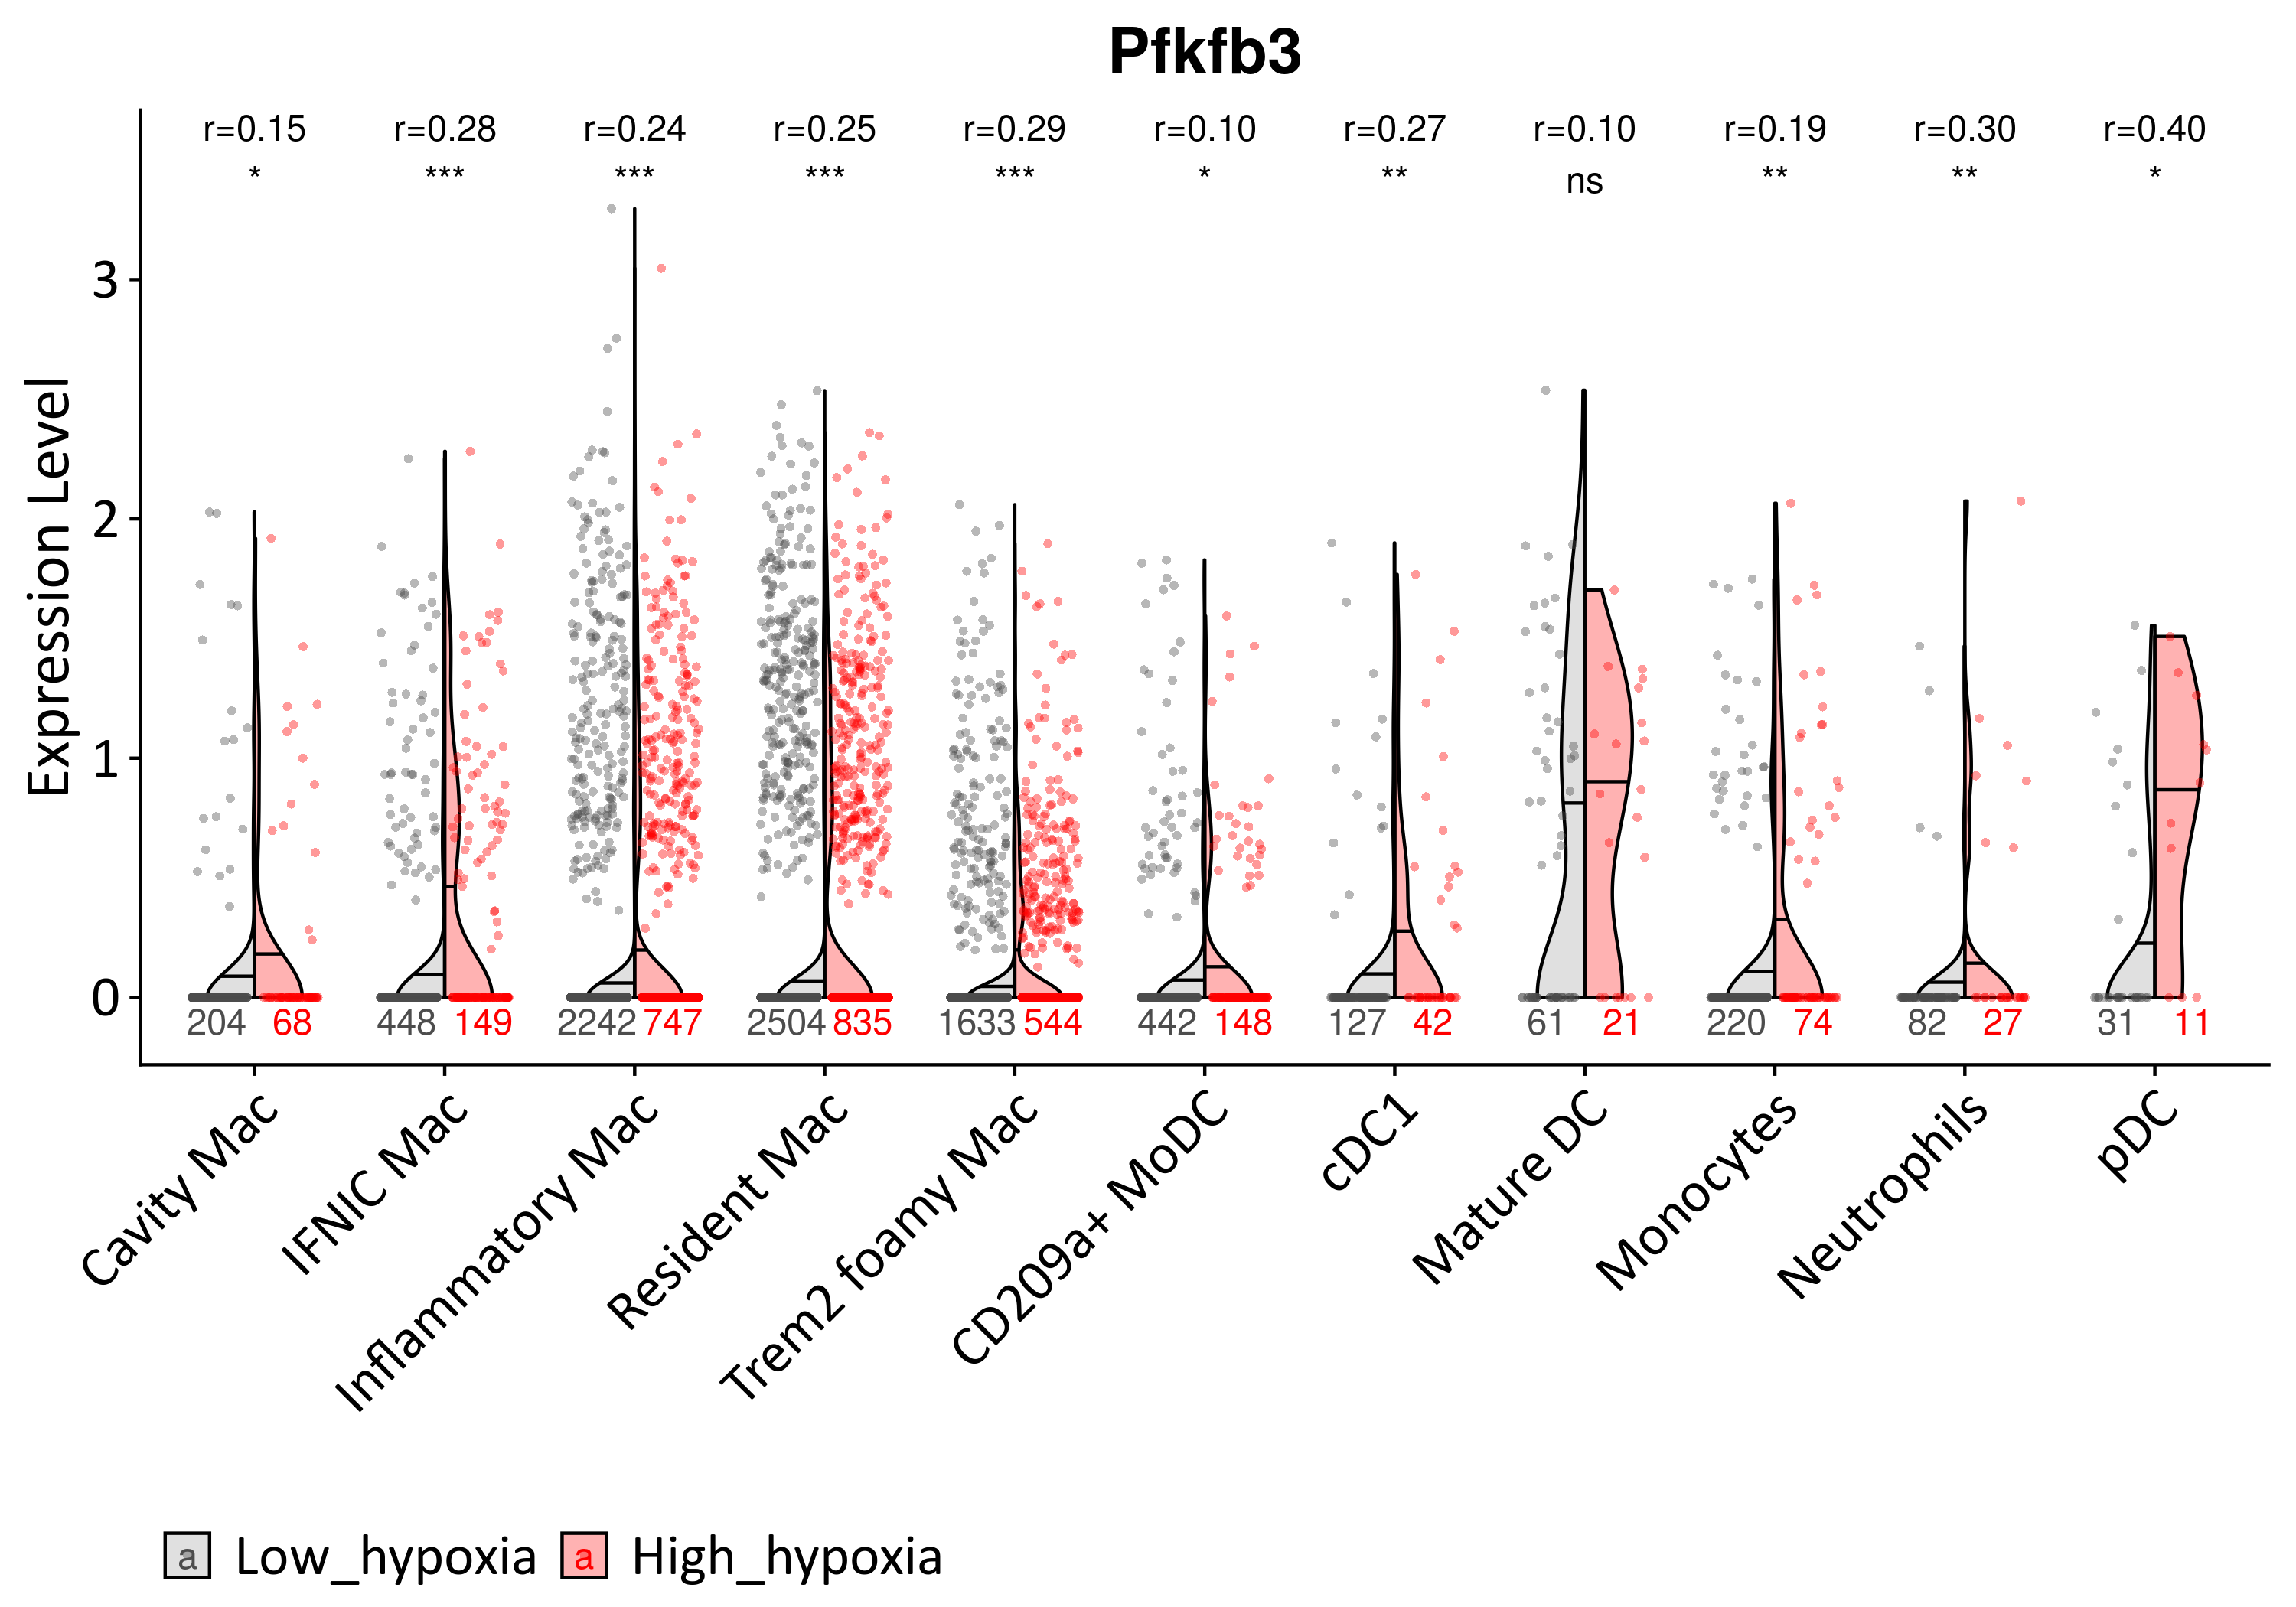 Pfkfb3
r=0.15 r=0.28 r=0.24 r=0.25 r=0.29 r=0.10 r=0.27 r=0.10 r=0.19 r=0.30 r=0.40
* *** *** *** *** * ** ns ** ** *
Expression Level
3
2
1
0
204 68 448 149 2242 747 2504 835 1633 544 442 148 127 42 61 21 220 74 82 27 31 11
Cavity Mac
IFNIC Mac
Inflammatory Mac
Resident Mac
Trem2 foamy Mac
CD209a+ MoDC
cDC1
Mature DC
Monocytes
Neutrophils
pDC
a Low_hypoxia a High_hypoxia